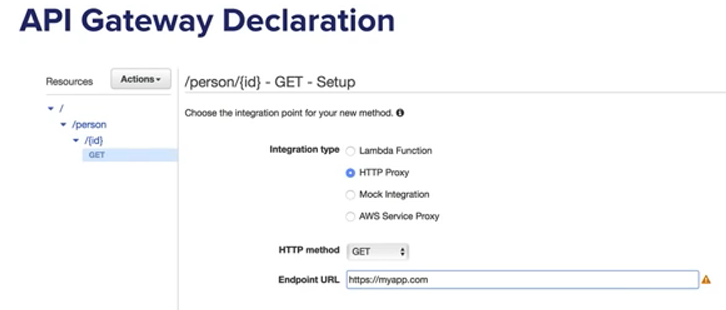 API Gateway Declaration
Resources
Actions
/
/person
/{id}
GET
/person/{id} - GET - Setup
Choose the integration point for your new method.
Integration type
Lambda Function
HTTP Proxy
Mock Integration
AWS Service Proxy
HTTP method GET
Endpoint URL https://myapp.com